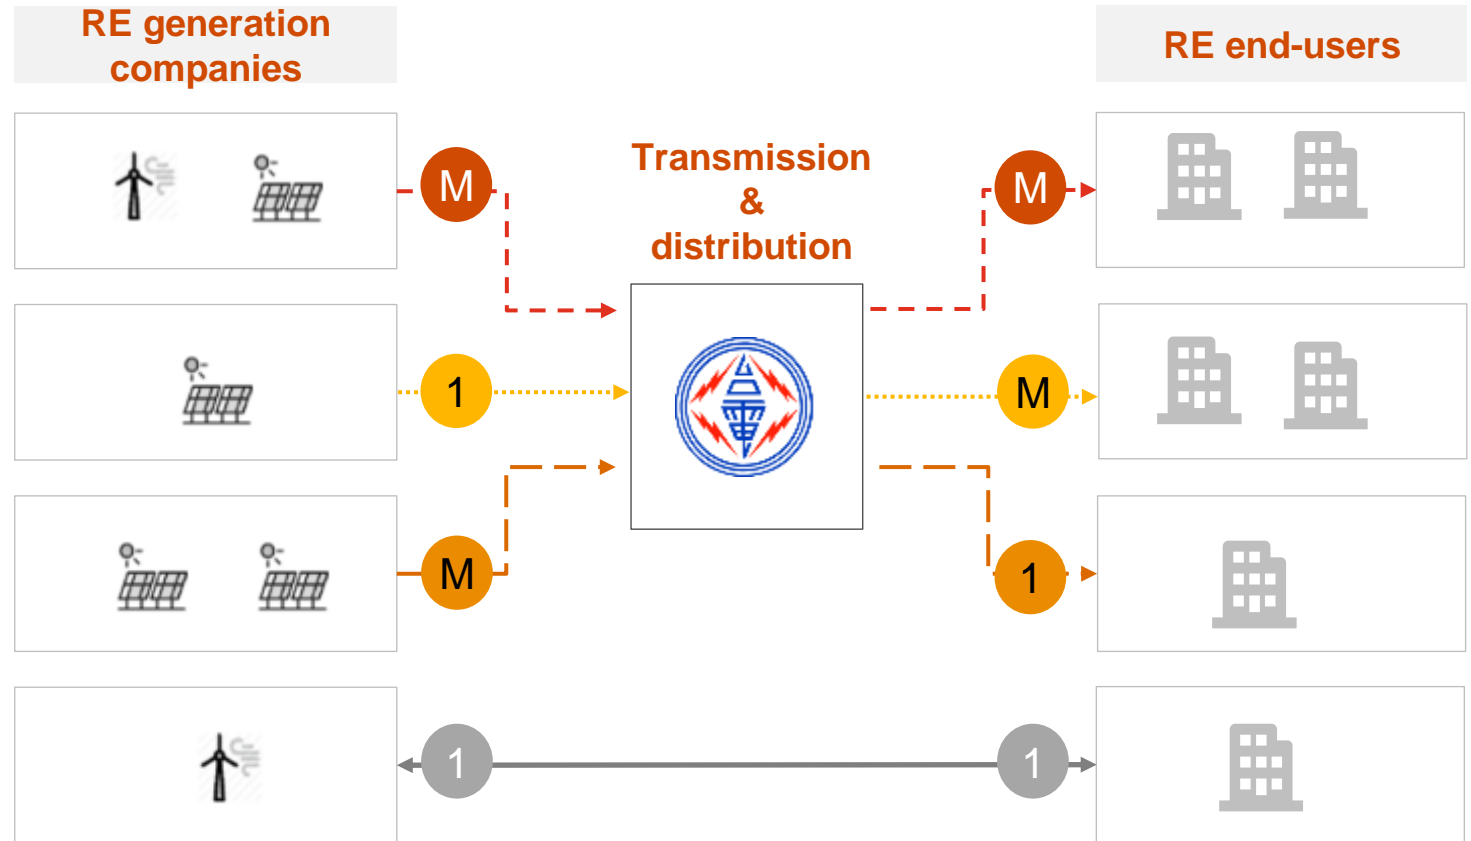 RE generation
companies
RE end-users
Transmission
&
distribution
M
M
1
M
M
1
1
1